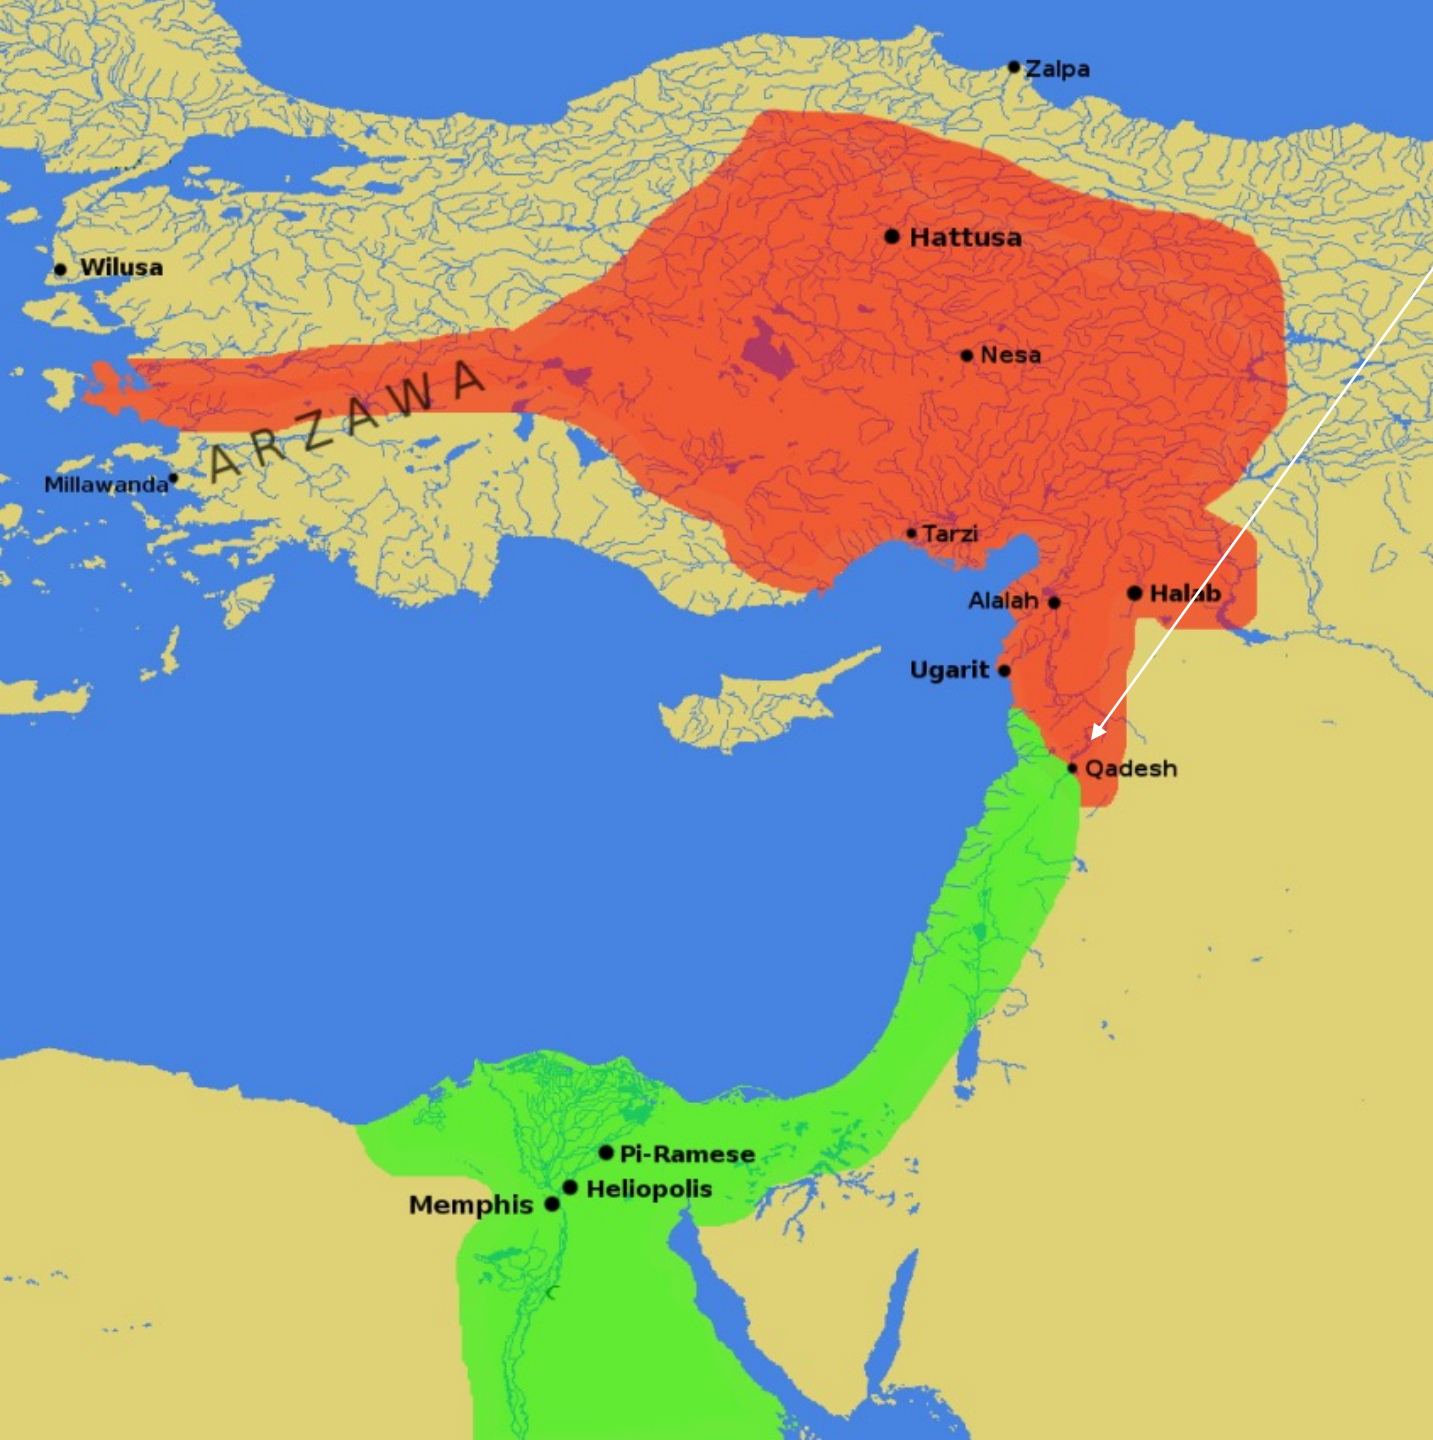 Zalpa
Hattusa
Wilusa
Nesa
ARZAWA
Millawanda
Tarzi
Halab
Alalah
Ugarit
Qadesh
Pi-Ramese
Heliopolis
Memphis